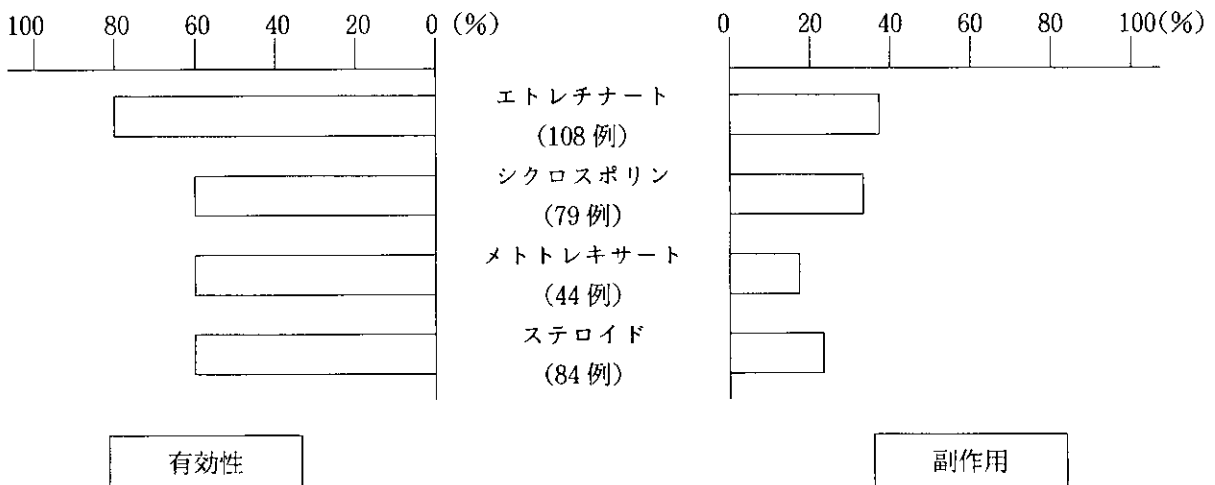 100 80 60 40 20 0 (%)
0 20 40 60 80 100(%)
エトレチナート
(108 例)
シクロスポリン
(79 例)
メトトレキサート
(44 例)
ステロイド
(84 例)
有効性
副作用